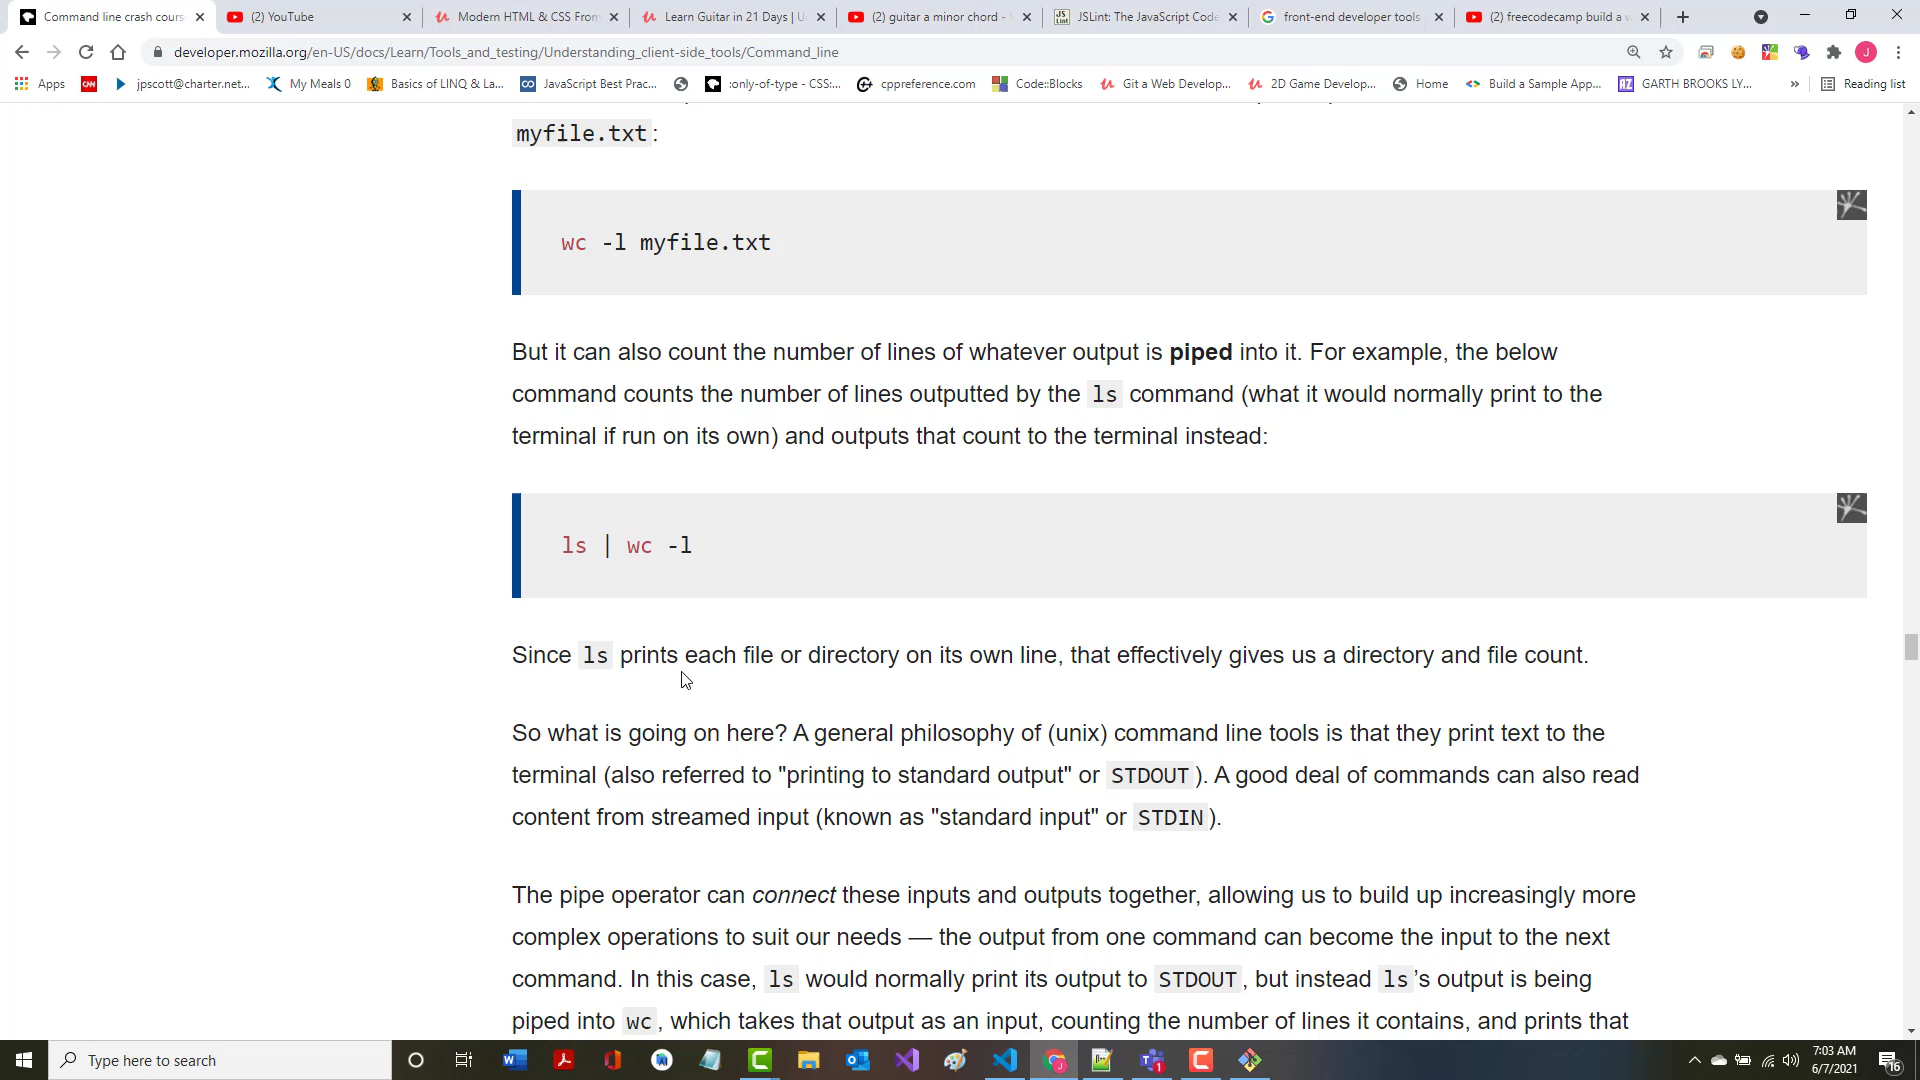 Command line crash cours
(2) YouTube
Modern HTML & CSS From
Learn Guitar in 21 Days | U
(2) guitar a minor chord - Y
JSLint: The JavaScript Code
front-end developer tools
(2) freecodecamp build a w
developer.mozilla.org/en-US/docs/Learn/Tools_and_testing/Understanding_client-side_tools/Command_line
J
Apps
CNN
jpscott@charter.net...
My Meals 0
Basics of LINQ & La...
JavaScript Best Prac...
:only-of-type - CSS:...
cppreference.com
Code::Blocks
Git a Web Develop...
2D Game Develop...
Home
Build a Sample App...
AZ
GARTH BROOKS LY...
»
Reading list
myfile.txt:
wc -l myfile.txt
But it can also count the number of lines of whatever output is piped into it. For example, the below
command counts the number of lines outputted by the ls command (what it would normally print to the
terminal if run on its own) and outputs that count to the terminal instead:
ls | wc -l
Since ls prints each file or directory on its own line, that effectively gives us a directory and file count.
So what is going on here? A general philosophy of (unix) command line tools is that they print text to the
terminal (also referred to "printing to standard output" or STDOUT). A good deal of commands can also read
content from streamed input (known as "standard input" or STDIN).
The pipe operator can connect these inputs and outputs together, allowing us to build up increasingly more
complex operations to suit our needs — the output from one command can become the input to the next
command. In this case, ls would normally print its output to STDOUT, but instead ls’s output is being
piped into wc, which takes that output as an input, counting the number of lines it contains, and prints that
Type here to search
7:03 AM
6/7/2021
16